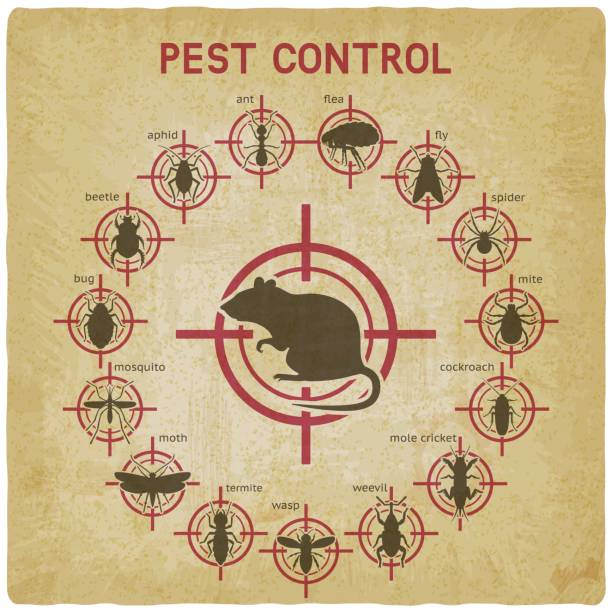 PEST CONTROL
ant
flea
aphid
fly
beetle
spider
bug
mite
mosquito
cockroach
moth
mole cricket
termite
weevil
wasp